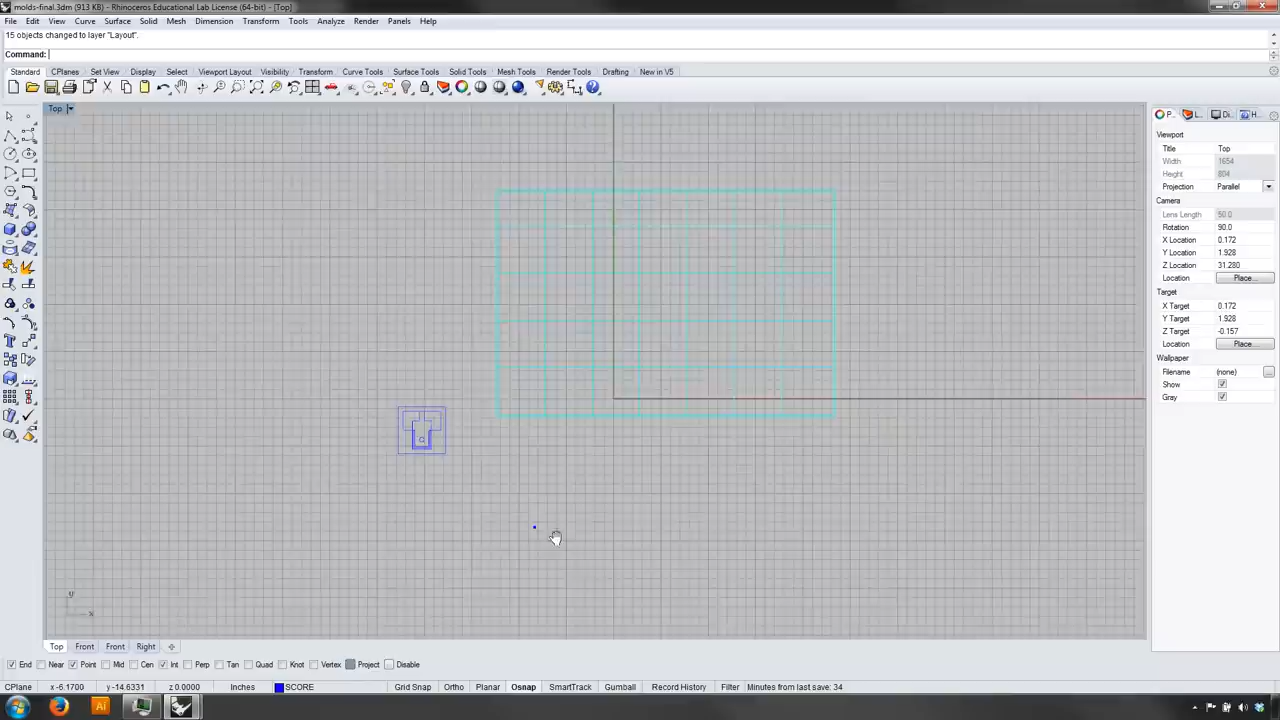 molds-final.3dm (913 KB) - Rhinoceros Educational Lab License (64-bit) - [Top]
File Edit View Curve Surface Solid Mesh Dimension Transform Tools Analyze Render Panels Help
15 objects changed to layer "Layout".
Command:
Standard CPlanes Set View Display Select Viewport Layout Visibility Transform Curve Tools Surface Tools Solid Tools Mesh Tools Render Tools Drafting New in V5
Top
P... L... Di... H...
Viewport
Title Top
Width 1654
Height 804
Projection Parallel
Camera
Lens Length 50.0
Rotation 90.0
X Location 0.172
Y Location 1.928
Z Location 31.280
Location Place...
Target
X Target 0.172
Y Target 1.928
Z Target -0.157
Location Place...
Wallpaper
Filename (none) ...
Show
Gray
x
Top Front Front Right
End Near Point Mid Cen Int Perp Tan Quad Knot Vertex Project Disable
CPlane x -6.1700 y -14.6331 z 0.0000 Inches SCORE Grid Snap Ortho Planar Osnap SmartTrack Gumball Record History Filter Minutes from last save: 34
Ai